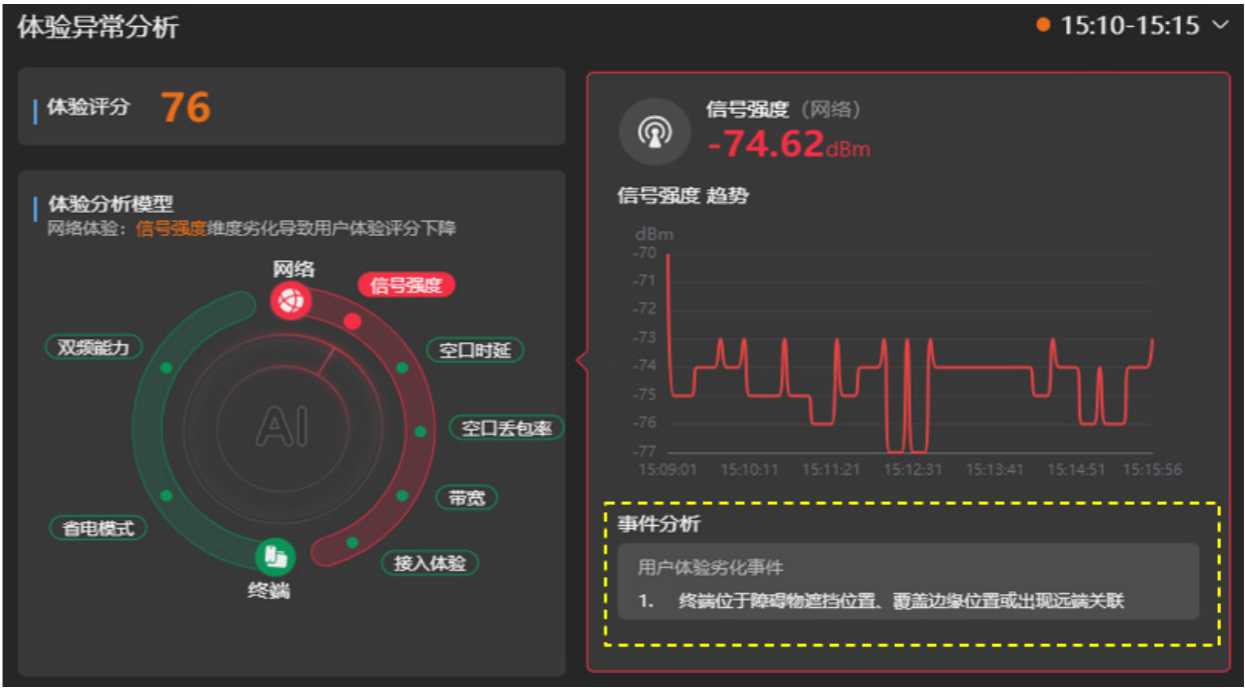 体验异常分析
15:10-15:15
体验评分 76
体验分析模型
网络体验：信号强度维度劣化导致用户体验评分下降
网络
信号强度
双频能力
空口时延
AI
空口丢包率
带宽
省电模式
接入体验
终端
信号强度（网络）
-74.62dBm
信号强度 趋势
dBm
-70
-71
-72
-73
-74
-75
-76
-77
15:09:01 15:10:11 15:11:21 15:12:31 15:13:41 15:14:51 15:15:56
事件分析
用户体验劣化事件
1. 终端位于障碍物遮挡位置、覆盖边缘位置或出现远端关联